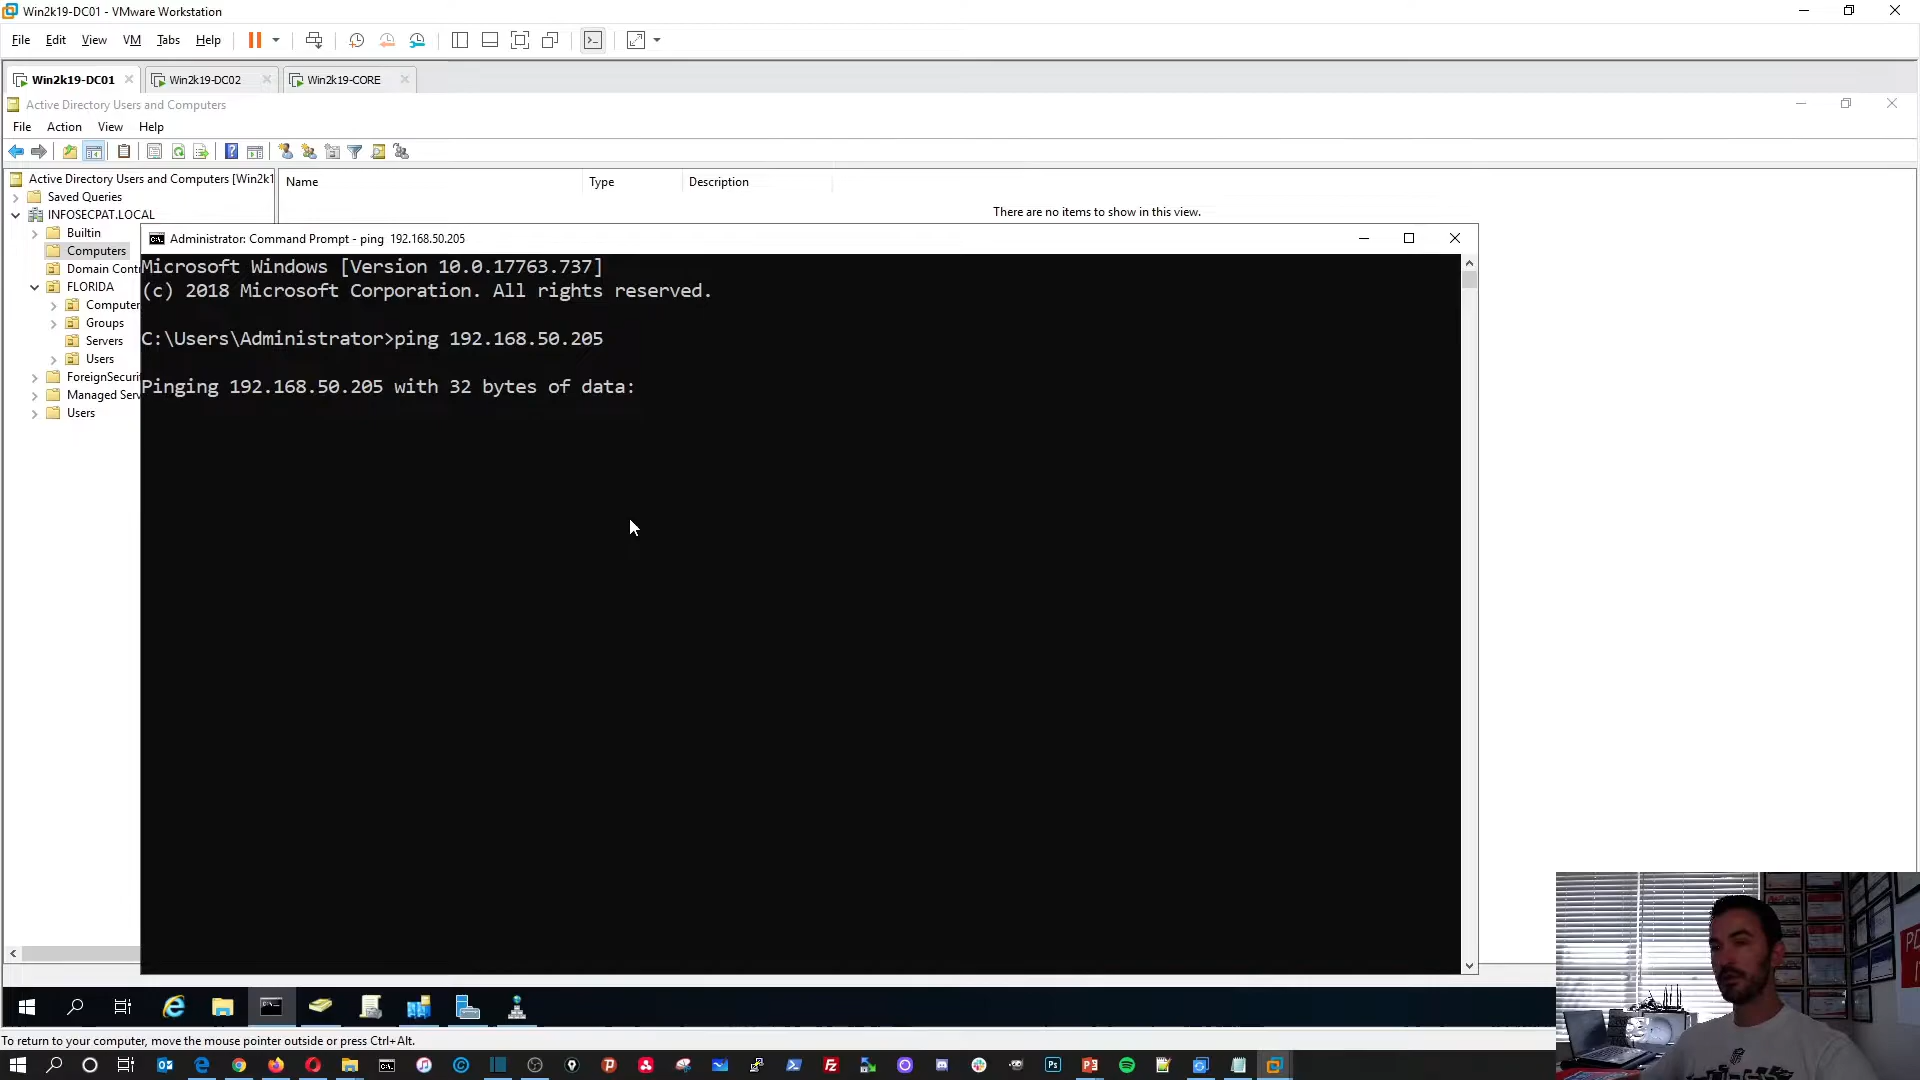 Win2k19-DC01 - VMware Workstation
File Edit View VM Tabs Help
Win2k19-DC01 Win2k19-DC02 Win2k19-CORE
Active Directory Users and Computers
File Action View Help
Active Directory Users and Computers [Win2k1
Name Type Description
Saved Queries
There are no items to show in this view.
INFOSECPAT.LOCAL
Builtin
Computers
Domain Cont
FLORIDA
Computer
Groups
Servers
Users
ForeignSecuri
Managed Serv
Users
Administrator: Command Prompt - ping 192.168.50.205
Microsoft Windows [Version 10.0.17763.737]
(c) 2018 Microsoft Corporation. All rights reserved.
C:\Users\Administrator>ping 192.168.50.205
Pinging 192.168.50.205 with 32 bytes of data:
To return to your computer, move the mouse pointer outside or press Ctrl+Alt.